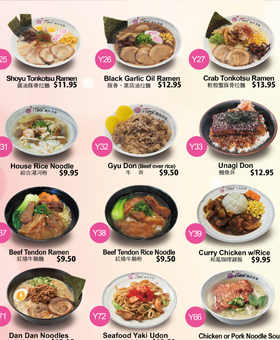 25
Y26
Y27
Shoyu Tonkotsu Ramen
醬油豚骨拉麵 $11.95
Black Garlic Oil Ramen
豚骨·黑蒜油拉麵 $12.95
Crab Tonkotsu Ramen
軟殼蟹豚骨拉麵 $13.95
31
Y32
Y33
House Rice Noodle
綜合湯河粉 $9.95
Gyu Don (Beef over rice)
牛 丼 $9.50
Unagi Don
鰻魚丼 $12.95
37
Y38
Y39
Beef Tendon Ramen
紅燒牛腩麵 $9.50
Beef Tendon Rice Noodle
紅燒牛腩粉 $9.50
Curry Chicken w/Rice
和風咖哩雞飯 $9.95
71
Y72
Y66
Dan Dan Noodles
Seafood Yaki Udon
Chicken or Pork Noodle Sou